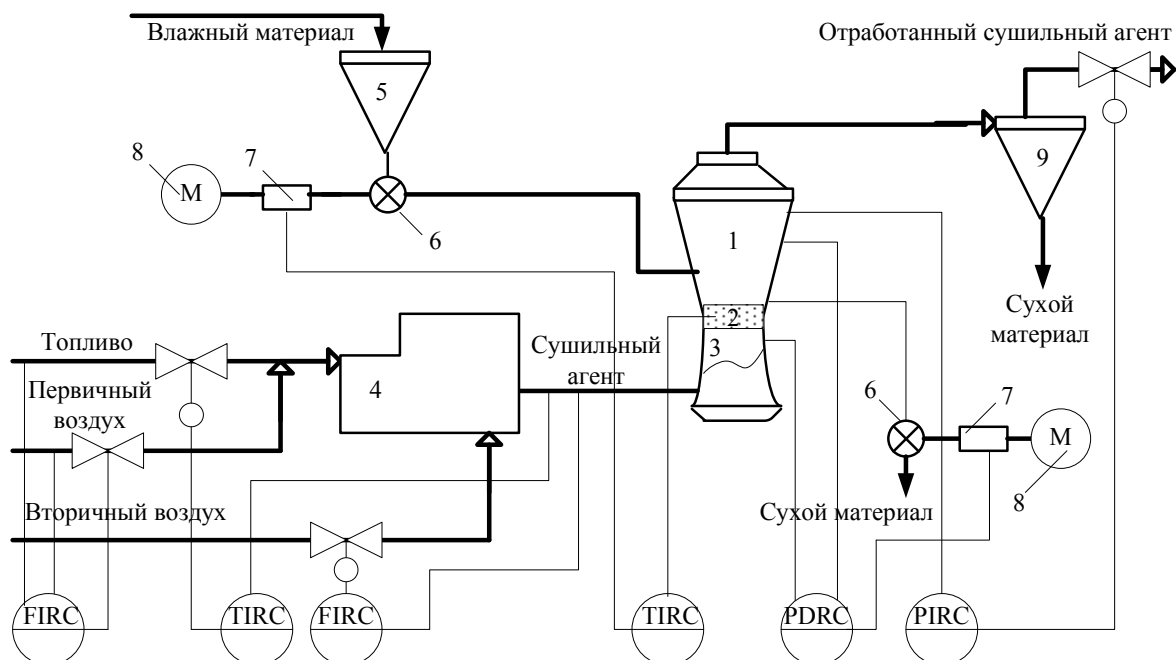 Влажный материал
Отработанный сушильный агент
5
8
М
7
6
9
1
Сухой
материал
Топливо
Первичный
воздух
4
Сушильный
агент
2
3
6
7
М
8
Сухой материал
Вторичный воздух
FIRC
TIRC
FIRC
TIRC
PDRC
PIRC